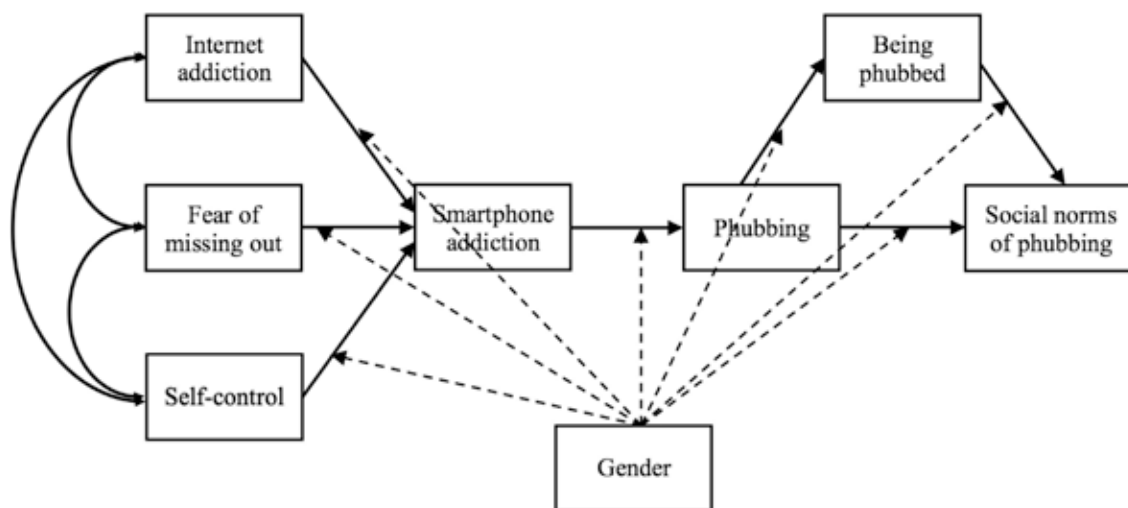 Internet
addiction
Being
phubbed
Fear of
missing out
Smartphone
addiction
Phubbing
Social norms
of phubbing
Self-control
Gender